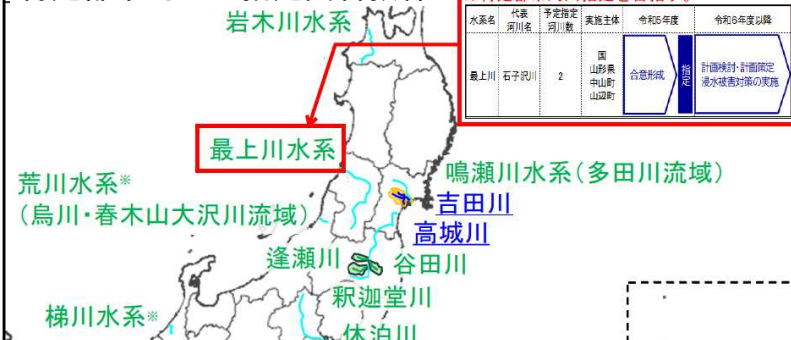 岩木川水系
水系名 代表河川名 予定指定河川数 実施主体 令和6年度 令和6年度以降
最上川 石子沢川 2 国 山形県 中山町 山辺町 合意形成 指定 計画検討・計画策定 浸水被害対策の実施
最上川水系
荒川水系※
(烏川・春木山大沢川流域)
鳴瀬川水系(多田川流域)
吉田川
高城川
逢瀬川
谷田川
釈迦堂川
梯川水系※
休泊川